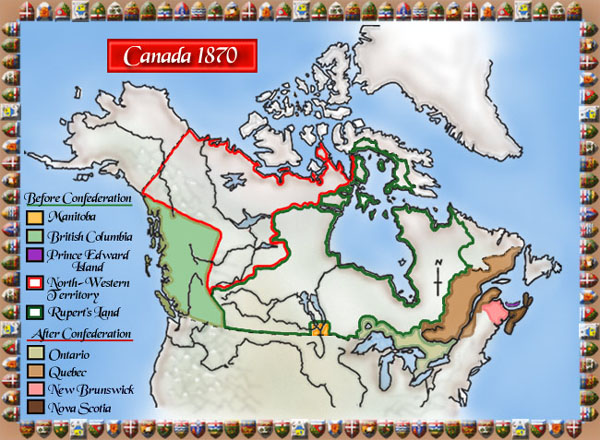 Canada 1870
Before Confederation
Manitoba
British Columbia
Prince Edward
Island
North-Western
Territory
Rupert's Land
After Confederation
Ontario
Quebec
New Brunswick
Nova Scotia
N